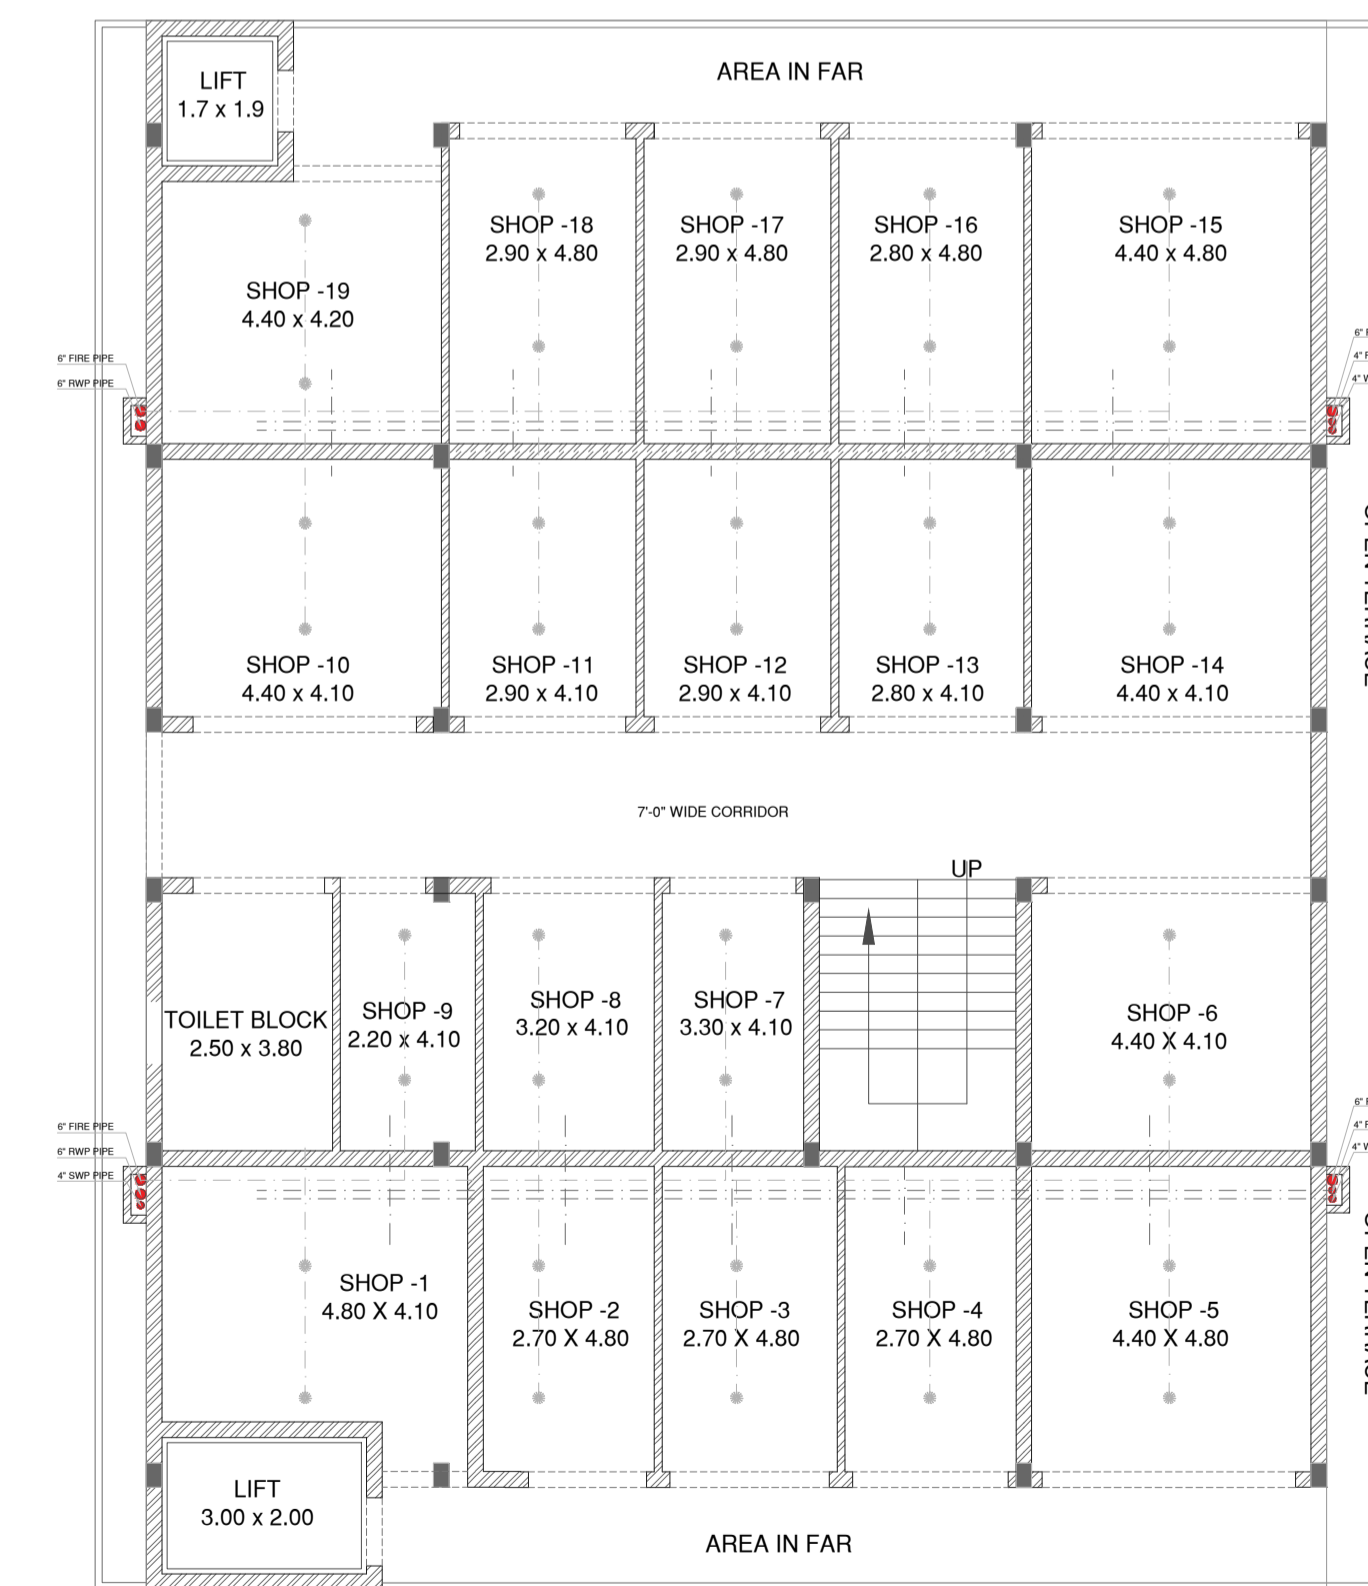 AREA IN FAR
LIFT
1.7 x 1.9
SHOP -18
2.90 x 4.80
SHOP -17
2.90 x 4.80
SHOP -16
2.80 x 4.80
SHOP -15
4.40 x 4.80
SHOP -19
4.40 x 4.20
6" FIRE PIPE
6" RWP PIPE
6"
4"
4"
SHOP -10
4.40 x 4.10
SHOP -11
2.90 x 4.10
SHOP -12
2.90 x 4.10
SHOP -13
2.80 x 4.10
SHOP -14
4.40 x 4.10
7'-0" WIDE CORRIDOR
UP
TOILET BLOCK
2.50 x 3.80
SHOP -9
2.20 x 4.10
SHOP -8
3.20 x 4.10
SHOP -7
3.30 x 4.10
SHOP -6
4.40 X 4.10
6" FIRE PIPE
6" RWP PIPE
4" SWP PIPE
6"
4"
4"
SHOP -1
4.80 X 4.10
SHOP -2
2.70 X 4.80
SHOP -3
2.70 X 4.80
SHOP -4
2.70 X 4.80
SHOP -5
4.40 X 4.80
LIFT
3.00 x 2.00
AREA IN FAR